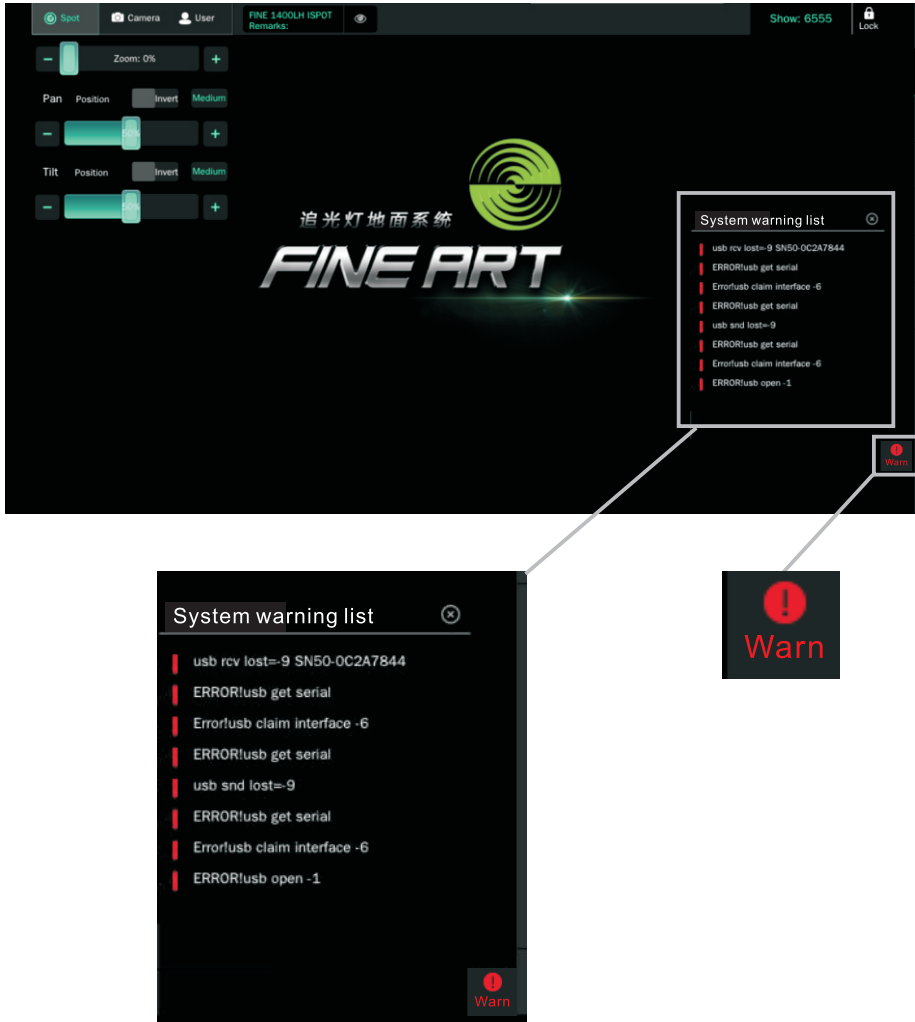 Spot
Camera
User
FINE 1400LH ISPOT
Remarks:
Show: 6555
Lock
Zoom: 0%
Pan Position Invert Medium
50%
Tilt Position Invert Medium
50%
追光灯地面系统
FINE ART
System warning list
usb rcv lost=-9 SN50-0C2A7844
ERROR!usb get serial
Error!usb claim interface -6
ERROR!usb get serial
usb snd lost=-9
ERROR!usb get serial
Error!usb claim interface -6
ERROR!usb open -1
Warn
System warning list
usb rcv lost=-9 SN50-0C2A7844
ERROR!usb get serial
Error!usb claim interface -6
ERROR!usb get serial
usb snd lost=-9
ERROR!usb get serial
Error!usb claim interface -6
ERROR!usb open -1
Warn
Warn